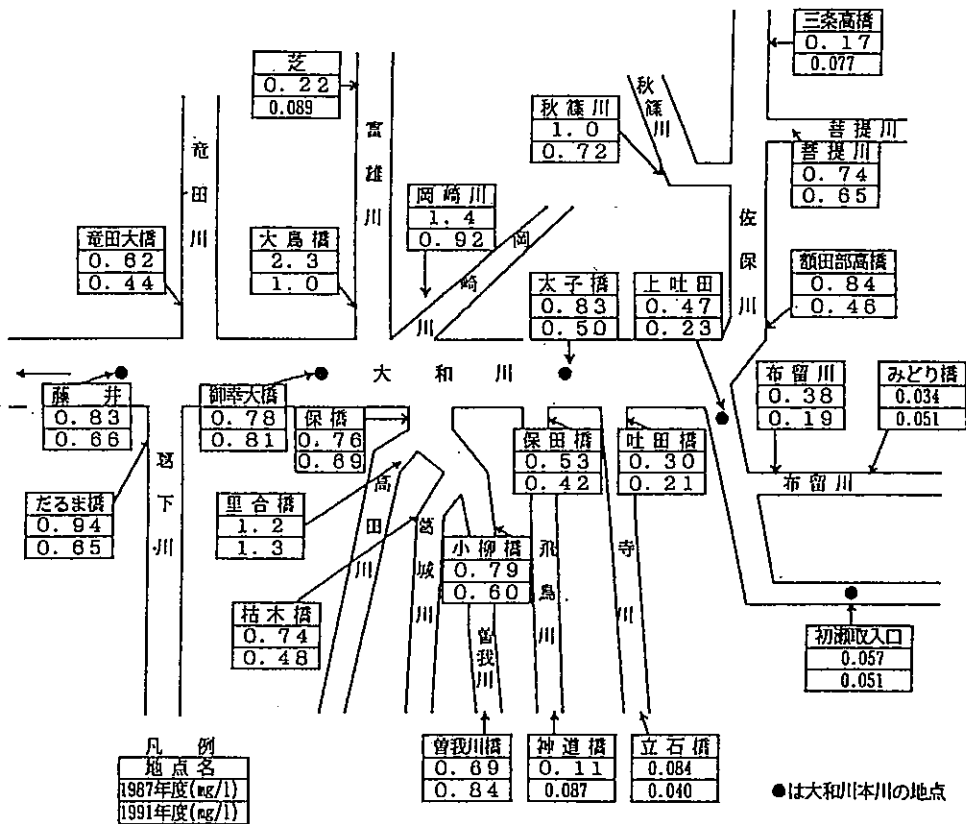 三条高橋
0.17
0.077
芝
0.22
0.089
秋篠川
秋篠川
1.0
0.72
菩提川
菩提川
0.74
0.65
竜田川
富雄川
岡崎川
1.4
0.92
岡崎川
佐保川
竜田大橋
0.62
0.44
大島橋
2.3
1.0
太子橋
0.83
0.50
上吐田
0.47
0.23
額田部高橋
0.84
0.46
大和川
藤井
0.83
0.66
御幸大橋
0.78
0.81
保橋
0.76
0.69
保田橋
0.53
0.42
吐田橋
0.30
0.21
布留川
0.38
0.19
みどり橋
0.034
0.051
布留川
だるま橋
0.94
0.65
葛下川
里合橋
1.2
1.3
高田川
葛城川
小柳橋
0.79
0.60
飛鳥川
寺川
枯木橋
0.74
0.48
曽我川
初瀬取入口
0.057
0.051
曽我川橋
0.69
0.84
神道橋
0.11
0.087
立石橋
0.084
0.040
凡例
地点名
1987年度(mg/l)
1991年度(mg/l)
●は大和川本川の地点